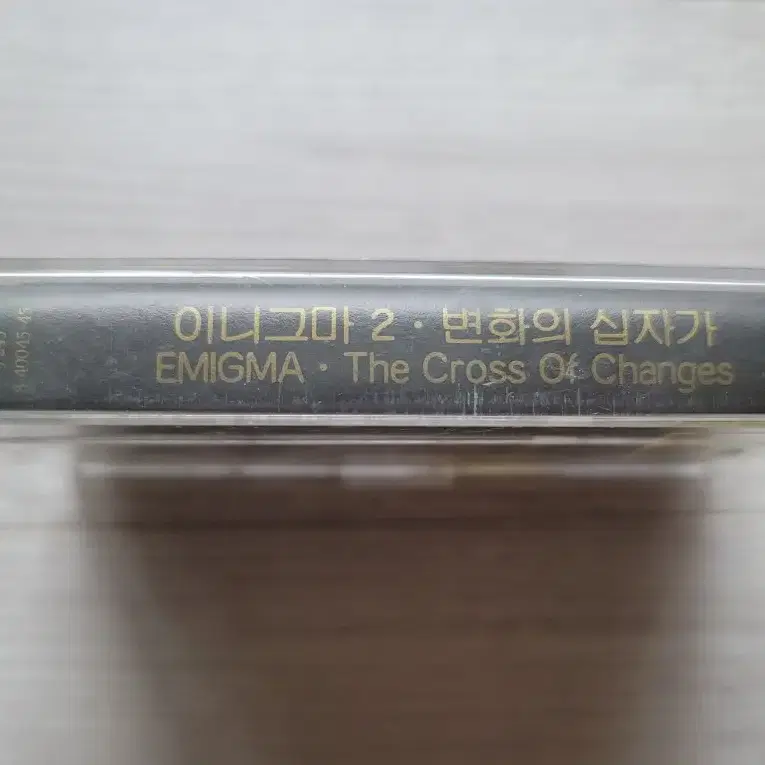 이니그마 2 · 변화의 십자가
EMIGMA · The Cross Of Changes